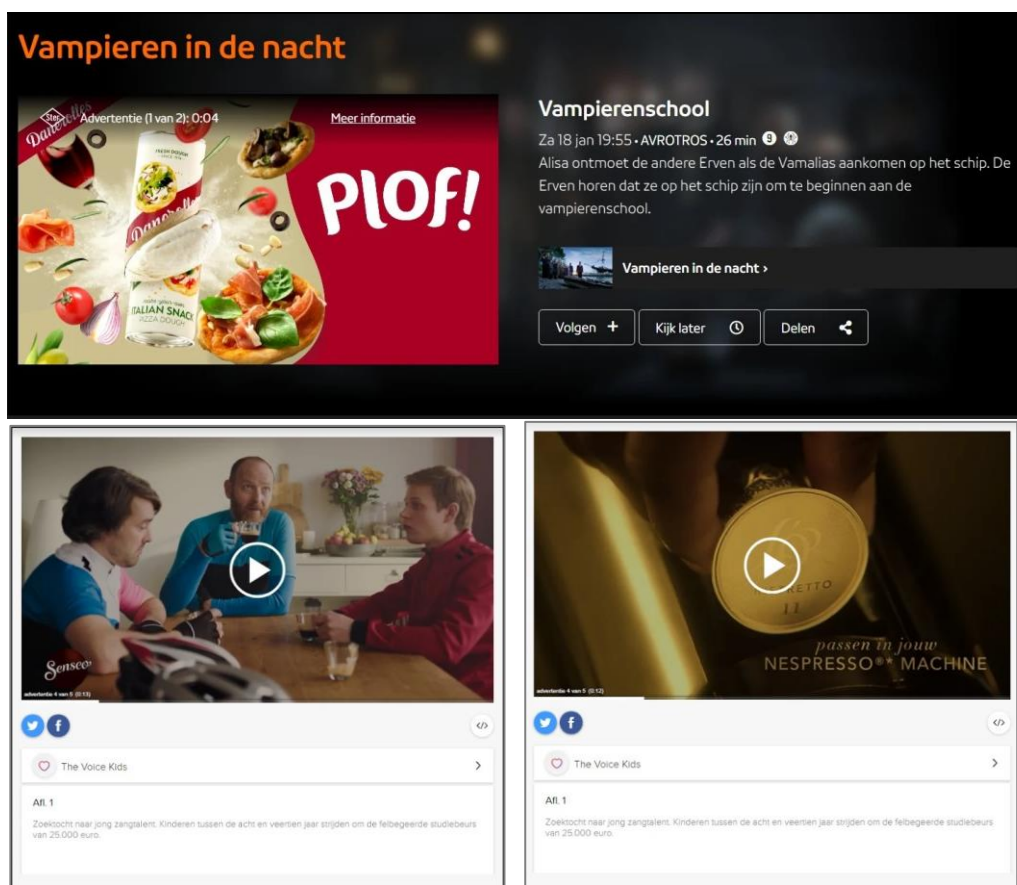 Vampieren in de nacht
Ster
Advertentie (1 van 2): 0:04
Meer informatie
Danerolles
Danerolles
Plof!
ITALIAN SNACK
PIZZA DOUGH
Vampierenschool
Za 18 jan 19:55 • AVROTROS • 26 min 9
Alisa ontmoet de andere Erven als de Vamalias aankomen op het schip. De
Erven horen dat ze op het schip zijn om te beginnen aan de
vampierenschool.
Vampieren in de nacht ›
Volgen +
Kijk later
Delen
Senseo
advertentie 4 van 5 (0:13)
The Voice Kids
Afl. 1
Zoektocht naar jong zangtalent. Kinderen tussen de acht en veertien jaar strijden om de felbegeerde studiebeurs
van 25.000 euro.
RISTRETTO
11
passen in jouw
NESPRESSO®* MACHINE
advertentie 4 van 5 (0:12)
The Voice Kids
Afl. 1
Zoektocht naar jong zangtalent. Kinderen tussen de acht en veertien jaar strijden om de felbegeerde studiebeurs
van 25.000 euro.